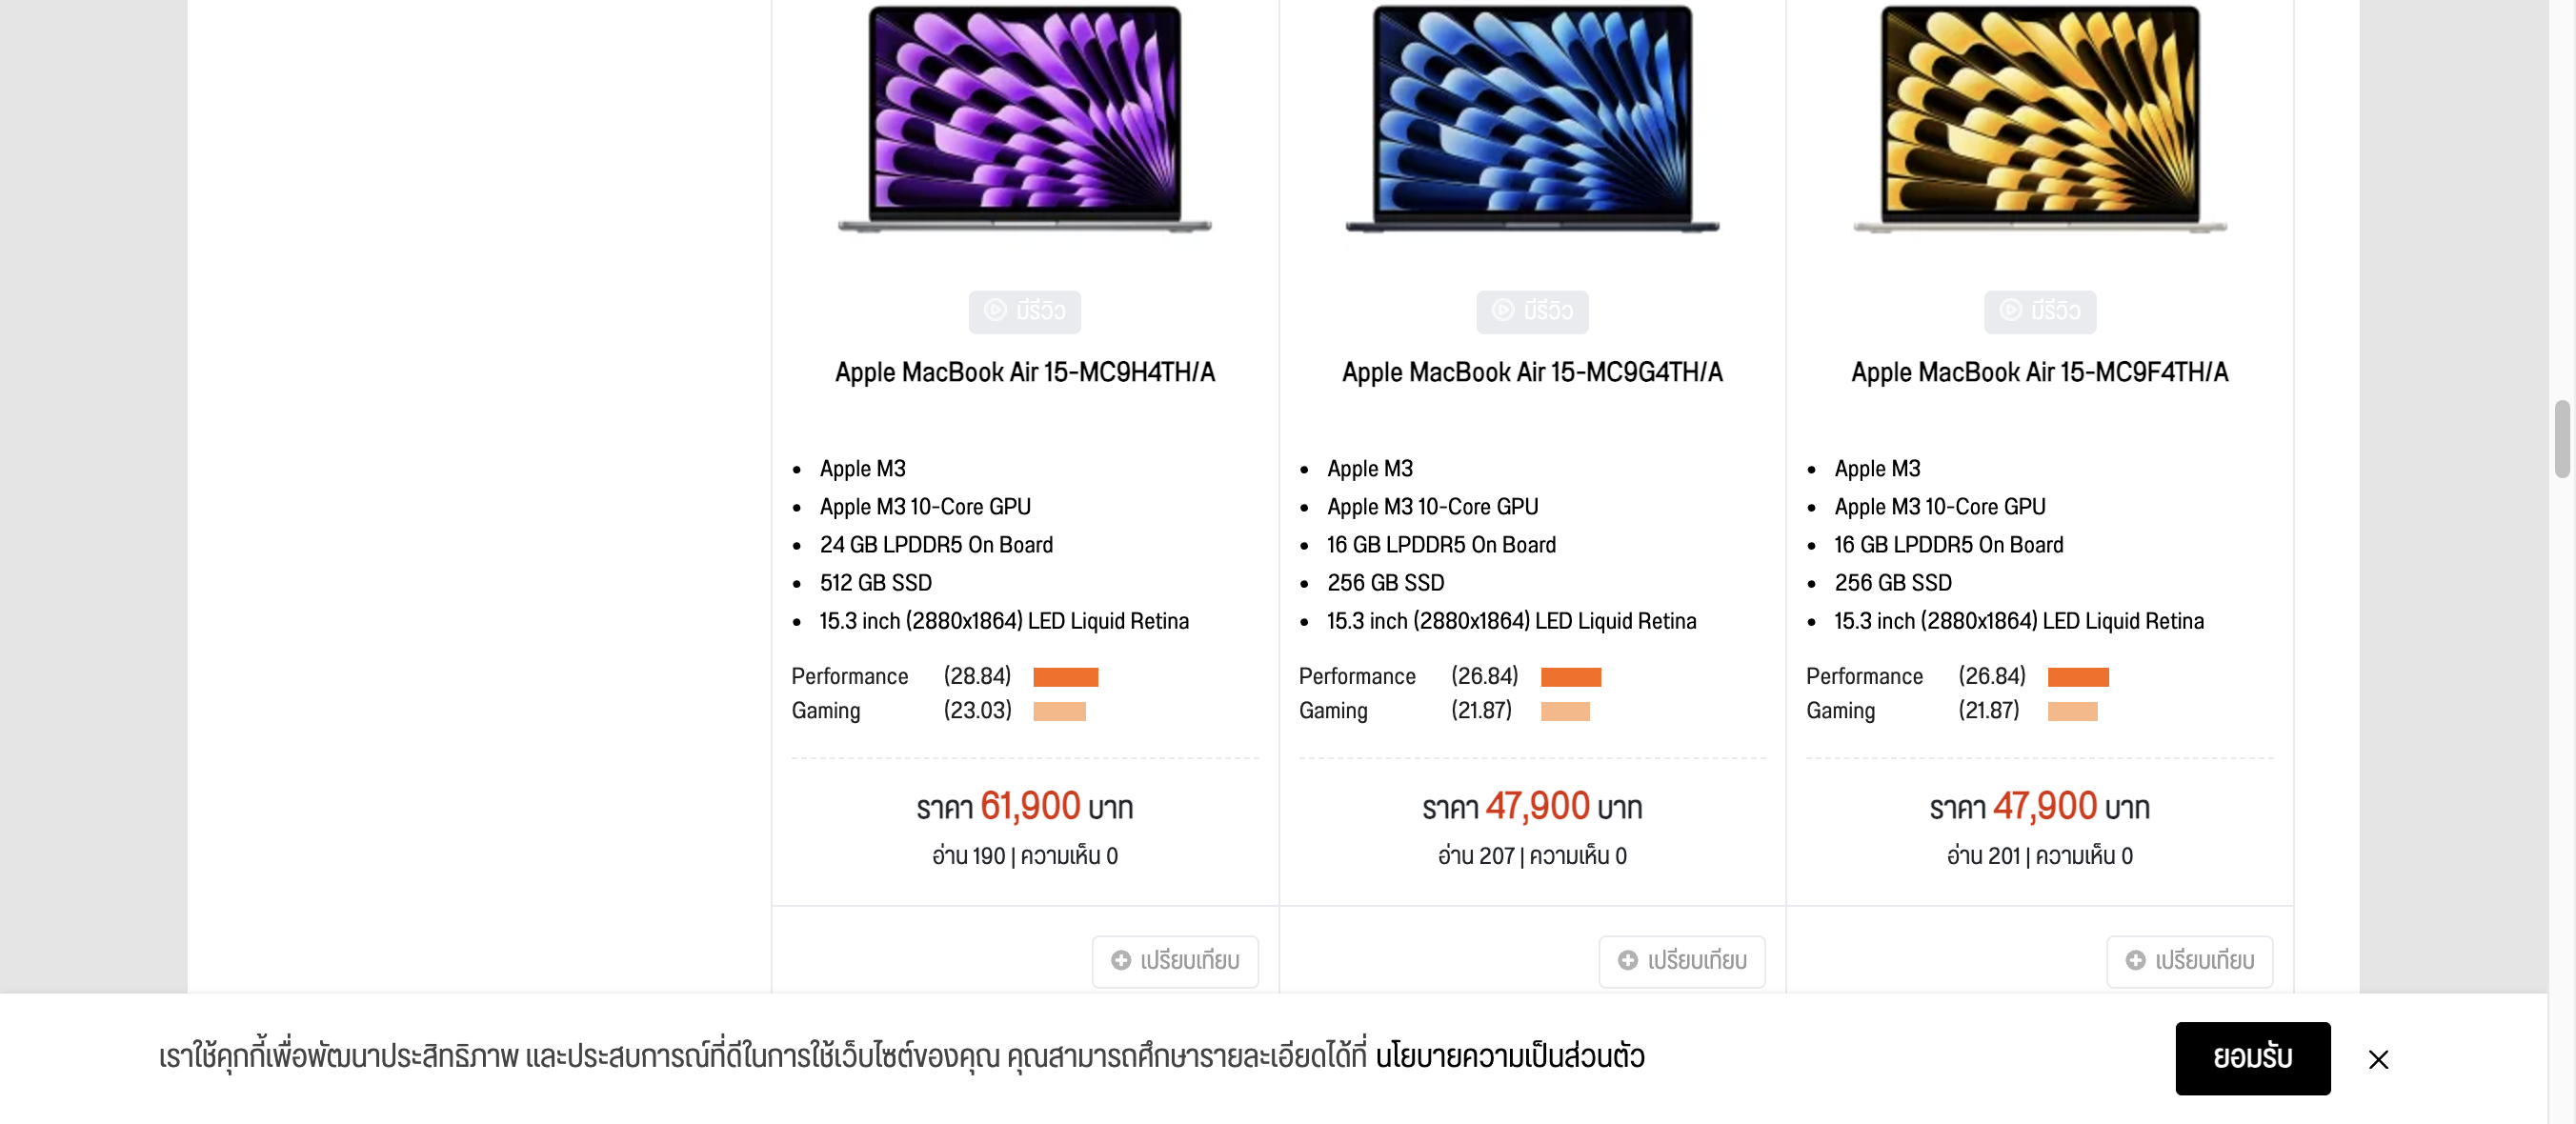 มีรีวิว
Apple MacBook Air 15-MC9H4TH/A
• Apple M3
• Apple M3 10-Core GPU
• 24 GB LPDDR5 On Board
• 512 GB SSD
• 15.3 inch (2880x1864) LED Liquid Retina
Performance (28.84)
Gaming (23.03)
ราคา 61,900 บาท
อ่าน 190 | ความเห็น 0
เปรียบเทียบ
มีรีวิว
Apple MacBook Air 15-MC9G4TH/A
• Apple M3
• Apple M3 10-Core GPU
• 16 GB LPDDR5 On Board
• 256 GB SSD
• 15.3 inch (2880x1864) LED Liquid Retina
Performance (26.84)
Gaming (21.87)
ราคา 47,900 บาท
อ่าน 207 | ความเห็น 0
เปรียบเทียบ
มีรีวิว
Apple MacBook Air 15-MC9F4TH/A
• Apple M3
• Apple M3 10-Core GPU
• 16 GB LPDDR5 On Board
• 256 GB SSD
• 15.3 inch (2880x1864) LED Liquid Retina
Performance (26.84)
Gaming (21.87)
ราคา 47,900 บาท
อ่าน 201 | ความเห็น 0
เปรียบเทียบ
เราใช้คุกกี้เพื่อพัฒนาประสิทธิภาพ และประสบการณ์ที่ดีในการใช้เว็บไซต์ของคุณ คุณสามารถศึกษารายละเอียดได้ที่ นโยบายความเป็นส่วนตัว
ยอมรับ